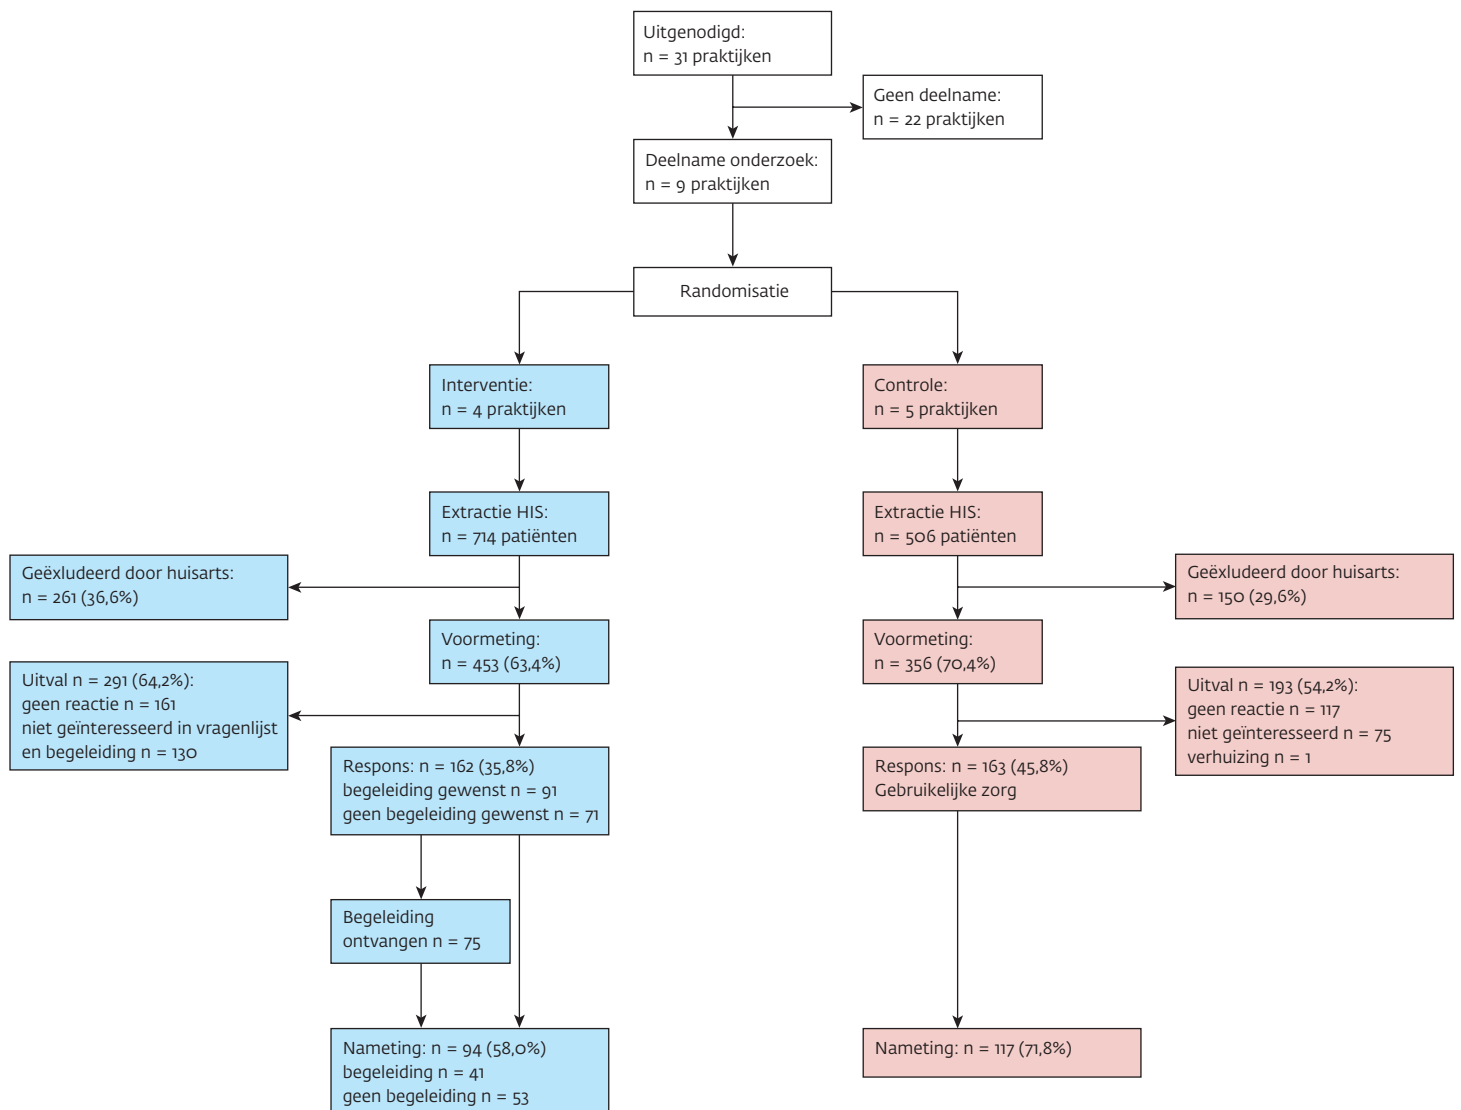 Uitgenodigd:
n = 31 praktijken
Geen deelname:
n = 22 praktijken
Deelname onderzoek:
n = 9 praktijken
Randomisatie
Interventie:
n = 4 praktijken
Controle:
n = 5 praktijken
Extractie HIS:
n = 714 patiënten
Extractie HIS:
n = 506 patiënten
Geëxludeerd door huisarts:
n = 261 (36,6%)
Geëxludeerd door huisarts:
n = 150 (29,6%)
Voormeting:
n = 453 (63,4%)
Voormeting:
n = 356 (70,4%)
Uitval n = 291 (64,2%):
geen reactie n = 161
niet geïnteresseerd in vragenlijst
en begeleiding n = 130
Uitval n = 193 (54,2%):
geen reactie n = 117
niet geïnteresseerd n = 75
verhuizing n = 1
Respons: n = 162 (35,8%)
begeleiding gewenst n = 91
geen begeleiding gewenst n = 71
Respons: n = 163 (45,8%)
Gebruikelijke zorg
Begeleiding
ontvangen n = 75
Nameting: n = 94 (58,0%)
begeleiding n = 41
geen begeleiding n = 53
Nameting: n = 117 (71,8%)